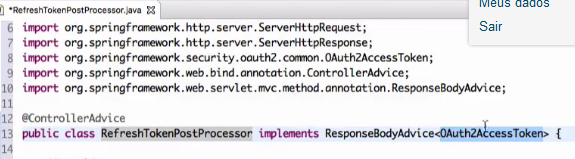 *RefreshTokenPostProcessor.java
Meus dados
Sair
6 import org.springframework.http.server.ServerHttpRequest;
7 import org.springframework.http.server.ServerHttpResponse;
8 import org.springframework.security.oauth2.common.OAuth2AccessToken;
9 import org.springframework.web.bind.annotation.ControllerAdvice;
10 import org.springframework.web.servlet.mvc.method.annotation.ResponseBodyAdvice;
11
12 @ControllerAdvice
13 public class RefreshTokenPostProcessor implements ResponseBodyAdvice<OAuth2AccessToken> {